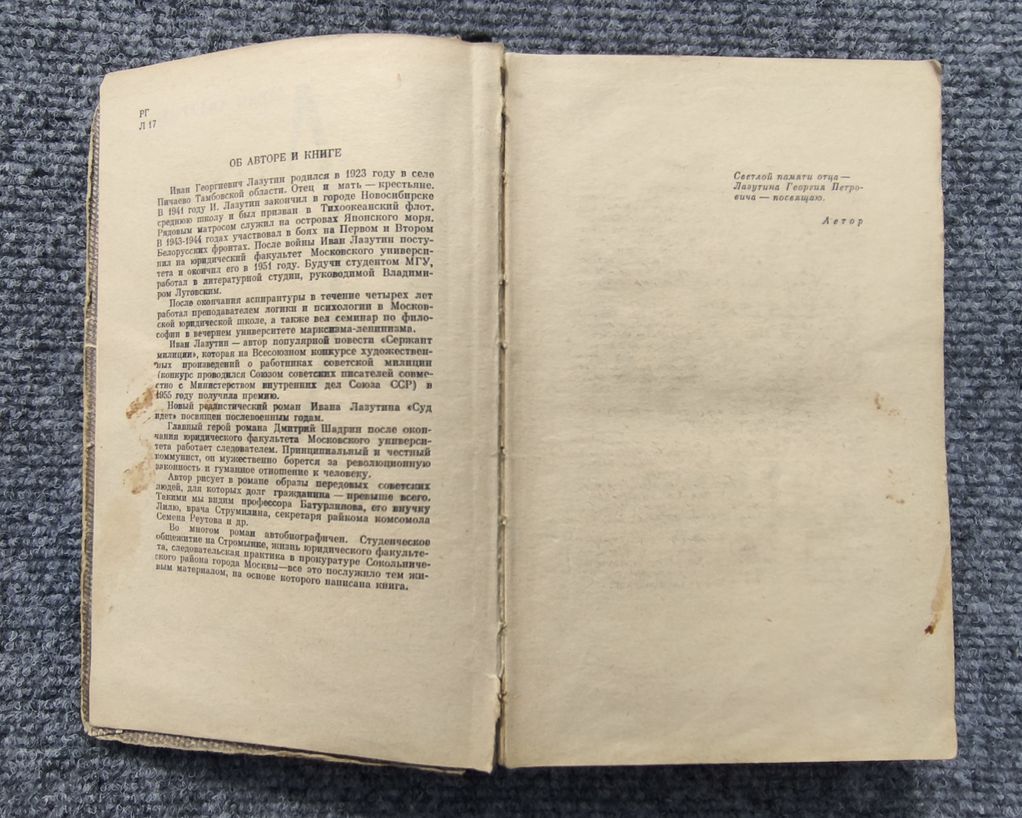 РГ
Л 17
ОБ АВТОРЕ И КНИГЕ
Иван Георгиевич Лазутин родился в 1923 году в селе
Пичаево Тамбовской области. Отец и мать — крестьяне.
В 1941 году И. Лазутин закончил в городе Новосибирске
среднюю школу и был призван в Тихоокеанский флот.
Рядовым матросом служил на островах Японского моря.
В 1943-1944 годах участвовал в боях на Первом и Втором
Белорусских фронтах. После войны Иван Лазутин посту-
пил на юридический факультет Московского универси-
тета и окончил его в 1951 году. Будучи студентом МГУ,
работал в литературной студии, руководимой Владими-
ром Луговским.
После окончания аспирантуры в течение четырех лет
работал преподавателем логики и психологии в Москов-
ской юридической школе, а также вел семинар по фило-
софии в вечернем университете марксизма-ленинизма.
Иван Лазутин — автор популярной повести «Сержант
милиции», которая на Всесоюзном конкурсе художествен-
ных произведений о работниках советской милиции
(конкурс проводился Союзом советских писателей совме-
стно с Министерством внутренних дел Союза ССР) в
1955 году получила премию.
Новый реалистический роман Ивана Лазутина «Суд
идет» посвящен послевоенным годам.
Главный герой романа Дмитрий Шадрин после окон-
чания юридического факультета Московского универси-
тета работает следователем. Принципиальный и честный
коммунист, он мужественно борется за революционную
законность и гуманное отношение к человеку.
Автор рисует в романе образы передовых советских
людей, для которых долг гражданина — превыше всего.
Такими мы видим профессора Батурлинова, его внучку
Лилю, врача Струмилина, секретаря райкома комсомола
Семена Реутова и др.
Во многом роман автобиографичен. Студенческое
общежитие на Стромынке, жизнь юридического факульте-
та, следовательская практика в прокуратуре Сокольниче-
ского района города Москвы—все это послужило тем жи-
вым материалом, на основе которого написана книга.
Светлой памяти отца —
Лазутина Георгия Петро-
вича — посвящаю.
Автор